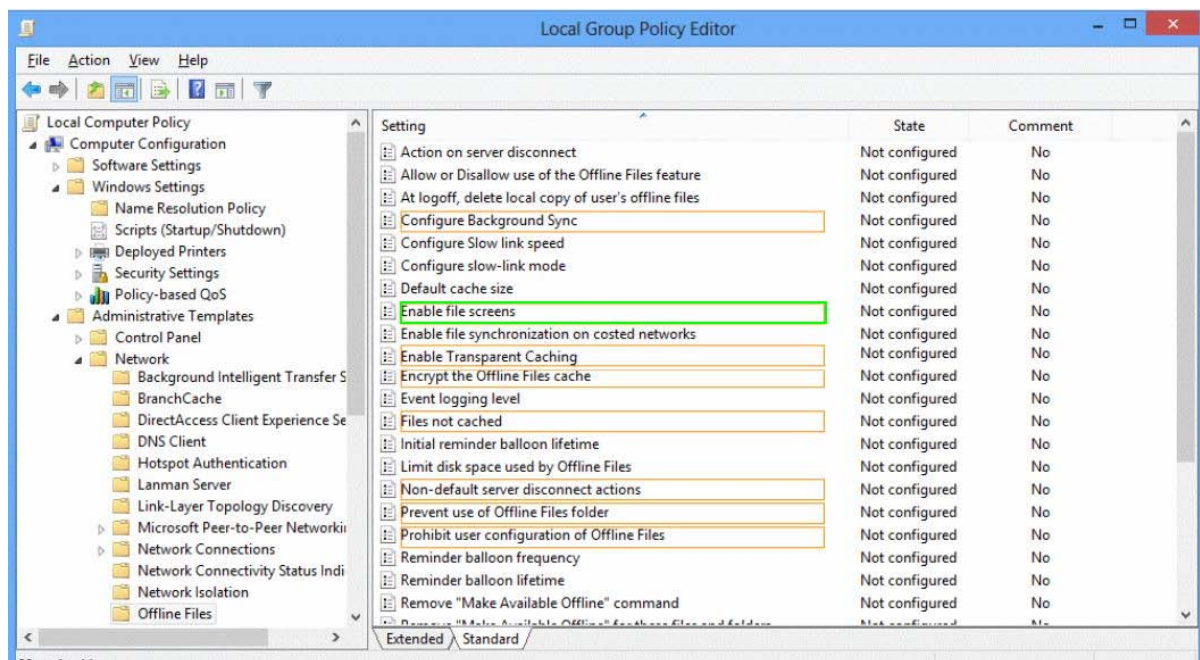 Local Group Policy Editor
File Action View Help
Local Computer Policy
Computer Configuration
Software Settings
Windows Settings
Name Resolution Policy
Scripts (Startup/Shutdown)
Deployed Printers
Security Settings
Policy-based QoS
Administrative Templates
Control Panel
Network
Background Intelligent Transfer S
BranchCache
DirectAccess Client Experience Se
DNS Client
Hotspot Authentication
Lanman Server
Link-Layer Topology Discovery
Microsoft Peer-to-Peer Networkin
Network Connections
Network Connectivity Status Indi
Network Isolation
Offline Files
Setting State Comment
Action on server disconnect Not configured No
Allow or Disallow use of the Offline Files feature Not configured No
At logoff, delete local copy of user's offline files Not configured No
Configure Background Sync Not configured No
Configure Slow link speed Not configured No
Configure slow-link mode Not configured No
Default cache size Not configured No
Enable file screens Not configured No
Enable file synchronization on costed networks Not configured No
Enable Transparent Caching Not configured No
Encrypt the Offline Files cache Not configured No
Event logging level Not configured No
Files not cached Not configured No
Initial reminder balloon lifetime Not configured No
Limit disk space used by Offline Files Not configured No
Non-default server disconnect actions Not configured No
Prevent use of Offline Files folder Not configured No
Prohibit user configuration of Offline Files Not configured No
Reminder balloon frequency Not configured No
Reminder balloon lifetime Not configured No
Remove "Make Available Offline" command Not configured No
Extended Standard